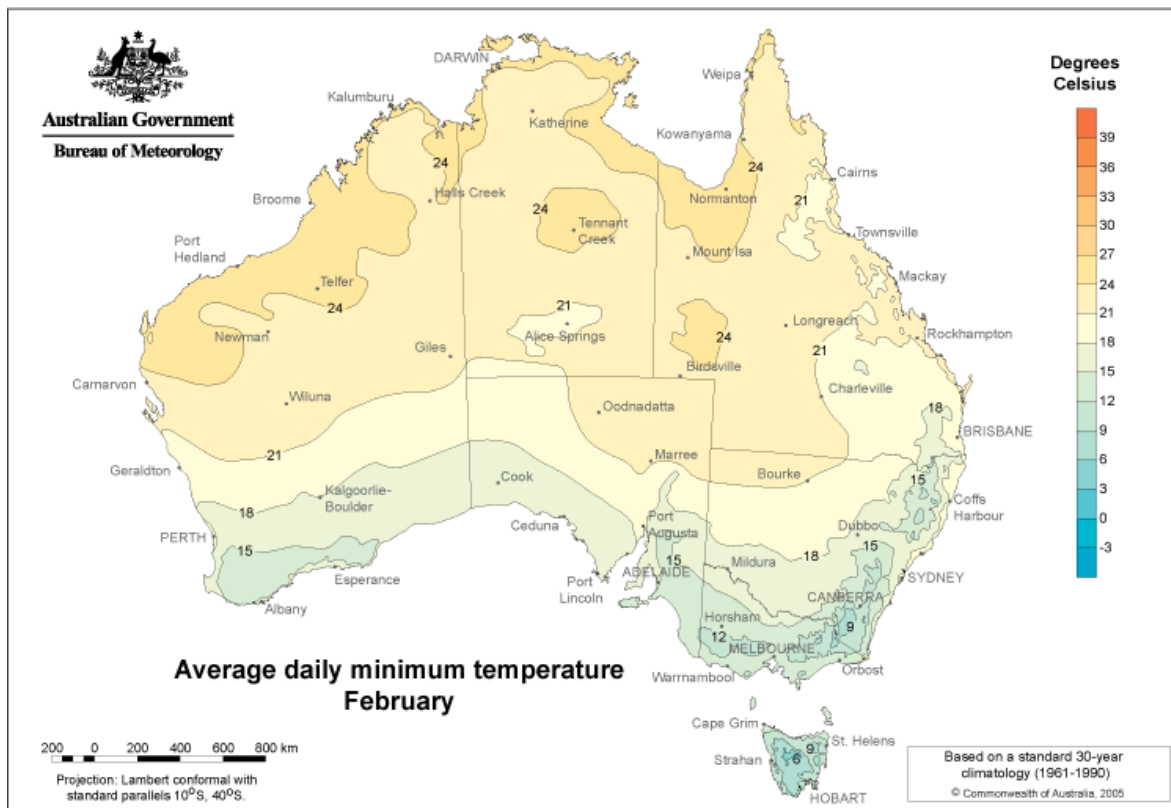 Australian Government
Bureau of Meteorology
Degrees
Celsius
39
36
33
30
27
24
21
18
15
12
9
6
3
0
-3
DARWIN
Weipa
Kalumburu
Katherine
Kowanyama
24
24
Cairns
Halls Creek
Normanton
21
Broome
24
Tennant
Creek
Townsville
Port
Hedland
Mount Isa
Mackay
Telfer
24
21
Longreach
Rockhampton
Newman
Alice Springs
24
Giles
21
Birdsville
Carnarvon
Charleville
Wiluna
Oodnadatta
18
BRISBANE
21
Marree
Geraldton
Bourke
Cook
15
Kalgoorlie-
Boulder
Coffs
Harbour
18
Port
Augusta
Ceduna
Dubbo
PERTH
15
18
15
15
Mildura
ADELAIDE
SYDNEY
Esperance
Port
Lincoln
CANBERRA
Albany
Horsham
12
9
MELBOURNE
Orbost
Warrnambool
Average daily minimum temperature
February
Cape Grim
St. Helens
9
Strahan
6
HOBART
200 0 200 400 600 800 km
Projection: Lambert conformal with
standard parallels 10°S, 40°S.
Based on a standard 30-year
climatology (1961-1990)
© Commonwealth of Australia, 2005